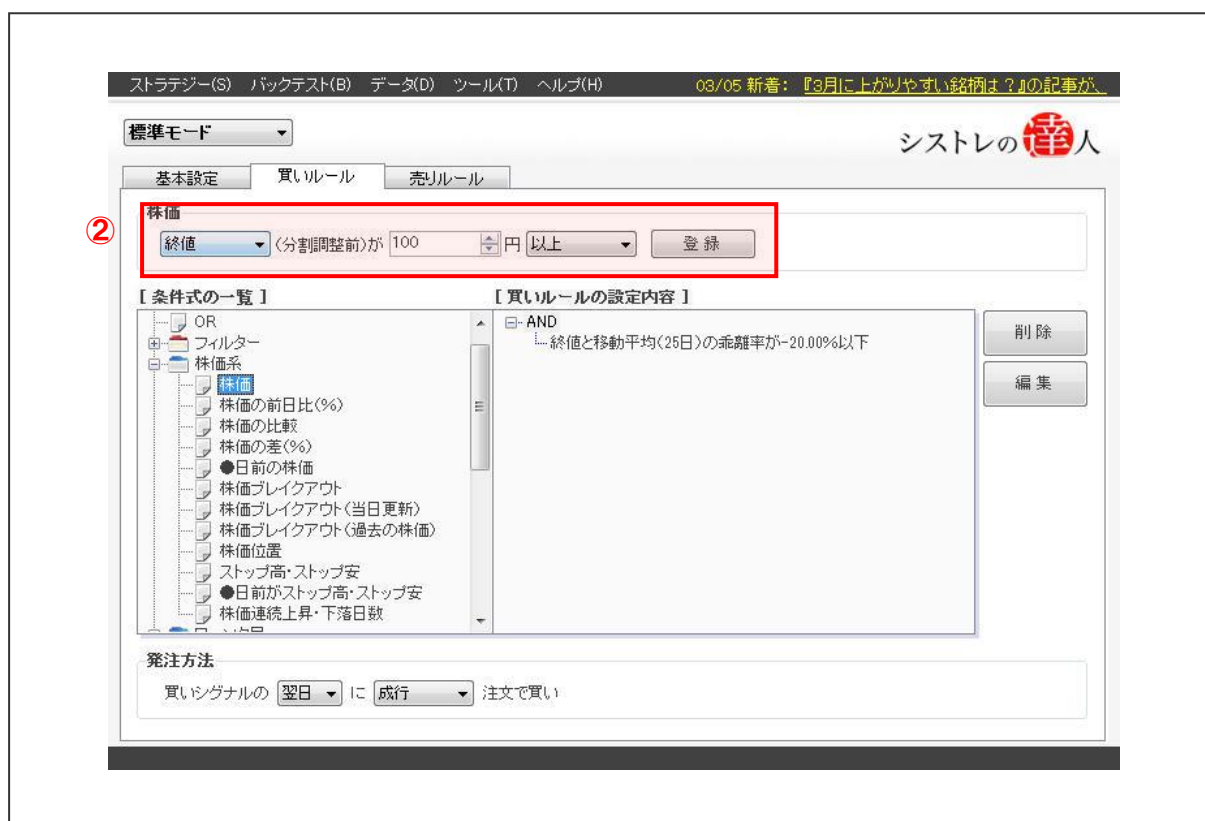 ストラテジー(S) バックテスト(B) データ(D) ツール(T) ヘルプ(H) 03/05 新着: 『3月に上がりやすい銘柄は？』の記事が、
標準モード
シストレの達人
基本設定 買いルール 売りルール
株価
②
終値 (分割調整前)が 100 円 以上 登録
[ 条件式の一覧 ] [ 買いルールの設定内容 ]
OR
フィルター
株価系
株価
株価の前日比(%)
株価の比較
株価の差(%)
●日前の株価
株価ブレイクアウト
株価ブレイクアウト(当日更新)
株価ブレイクアウト(過去の株価)
株価位置
ストップ高・ストップ安
●日前がストップ高・ストップ安
株価連続上昇・下落日数
AND
終値と移動平均(25日)の乖離率が-20.00%以下
削除
編集
発注方法
買いシグナルの 翌日 に 成行 注文で買い